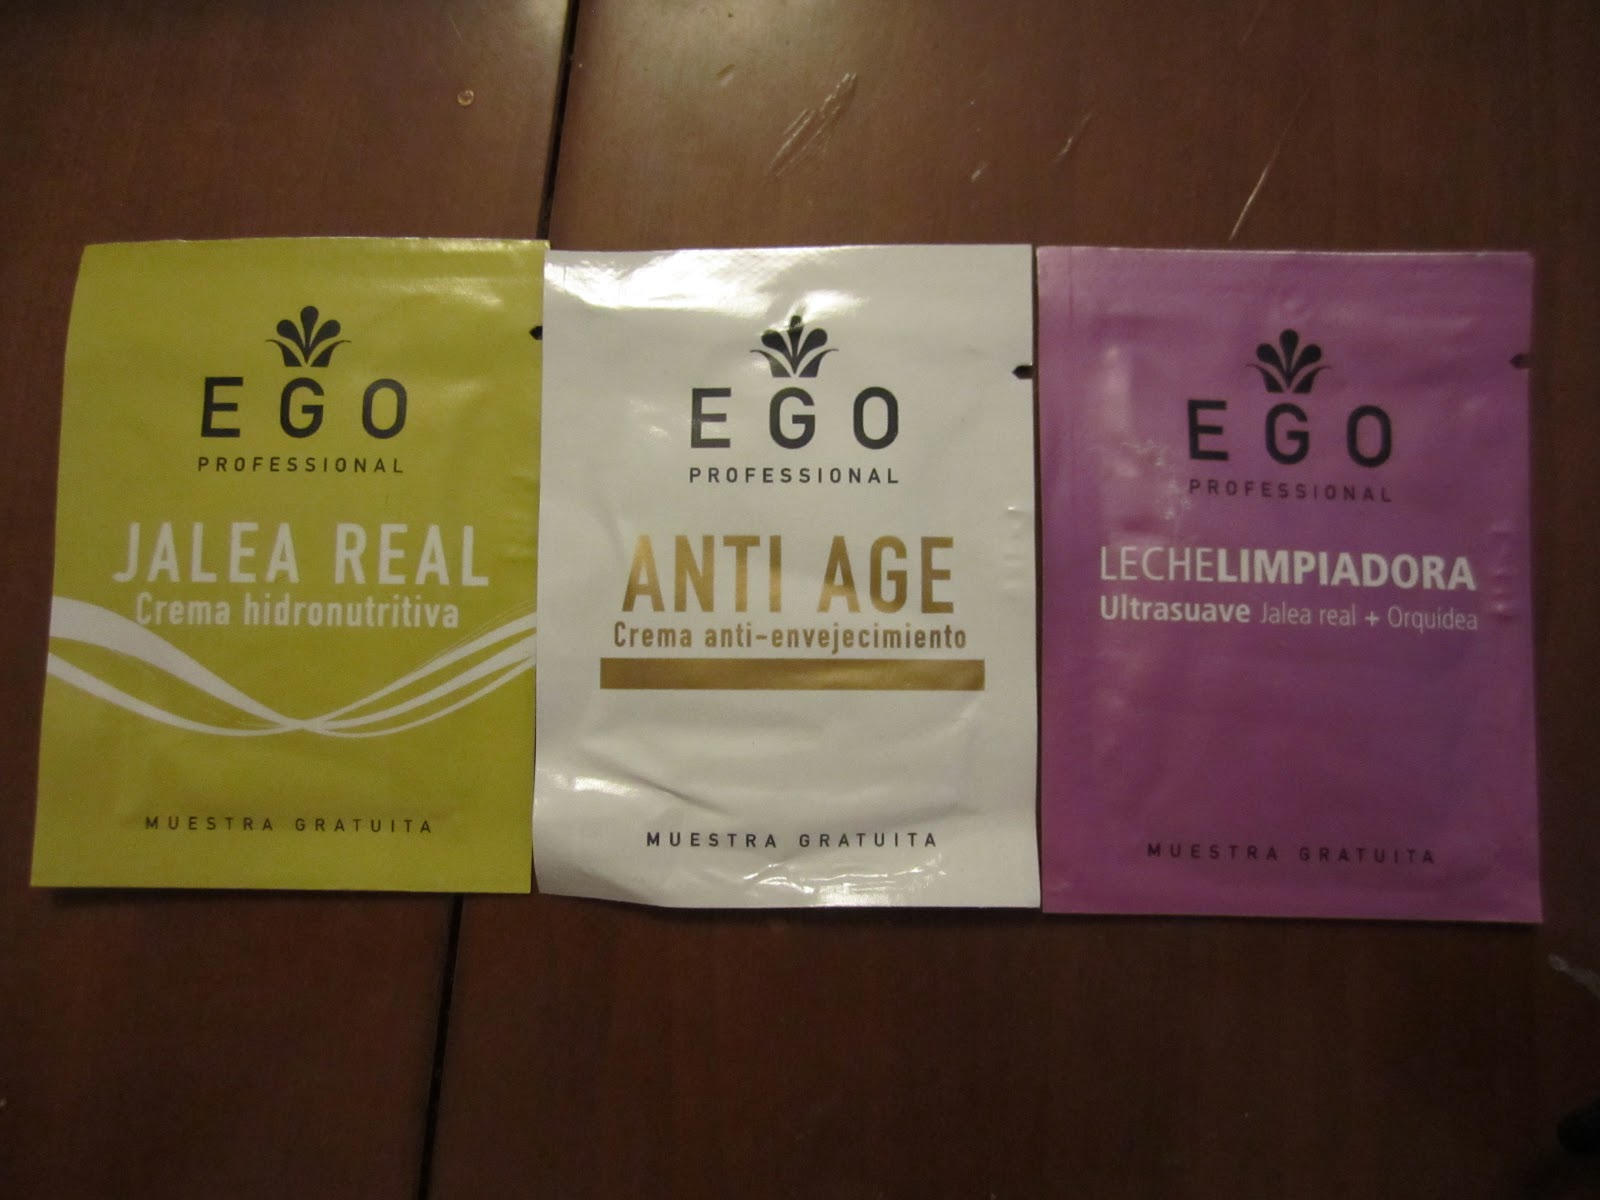 EGO
PROFESSIONAL
JALEA REAL
Crema hidronutritiva
MUESTRA GRATUITA
EGO
PROFESSIONAL
ANTI AGE
Crema anti-envejecimiento
MUESTRA GRATUITA
EGO
PROFESSIONAL
LECHELIMPIADORA
Ultrasuave Jalea real + Orquídea
MUESTRA GRATUITA